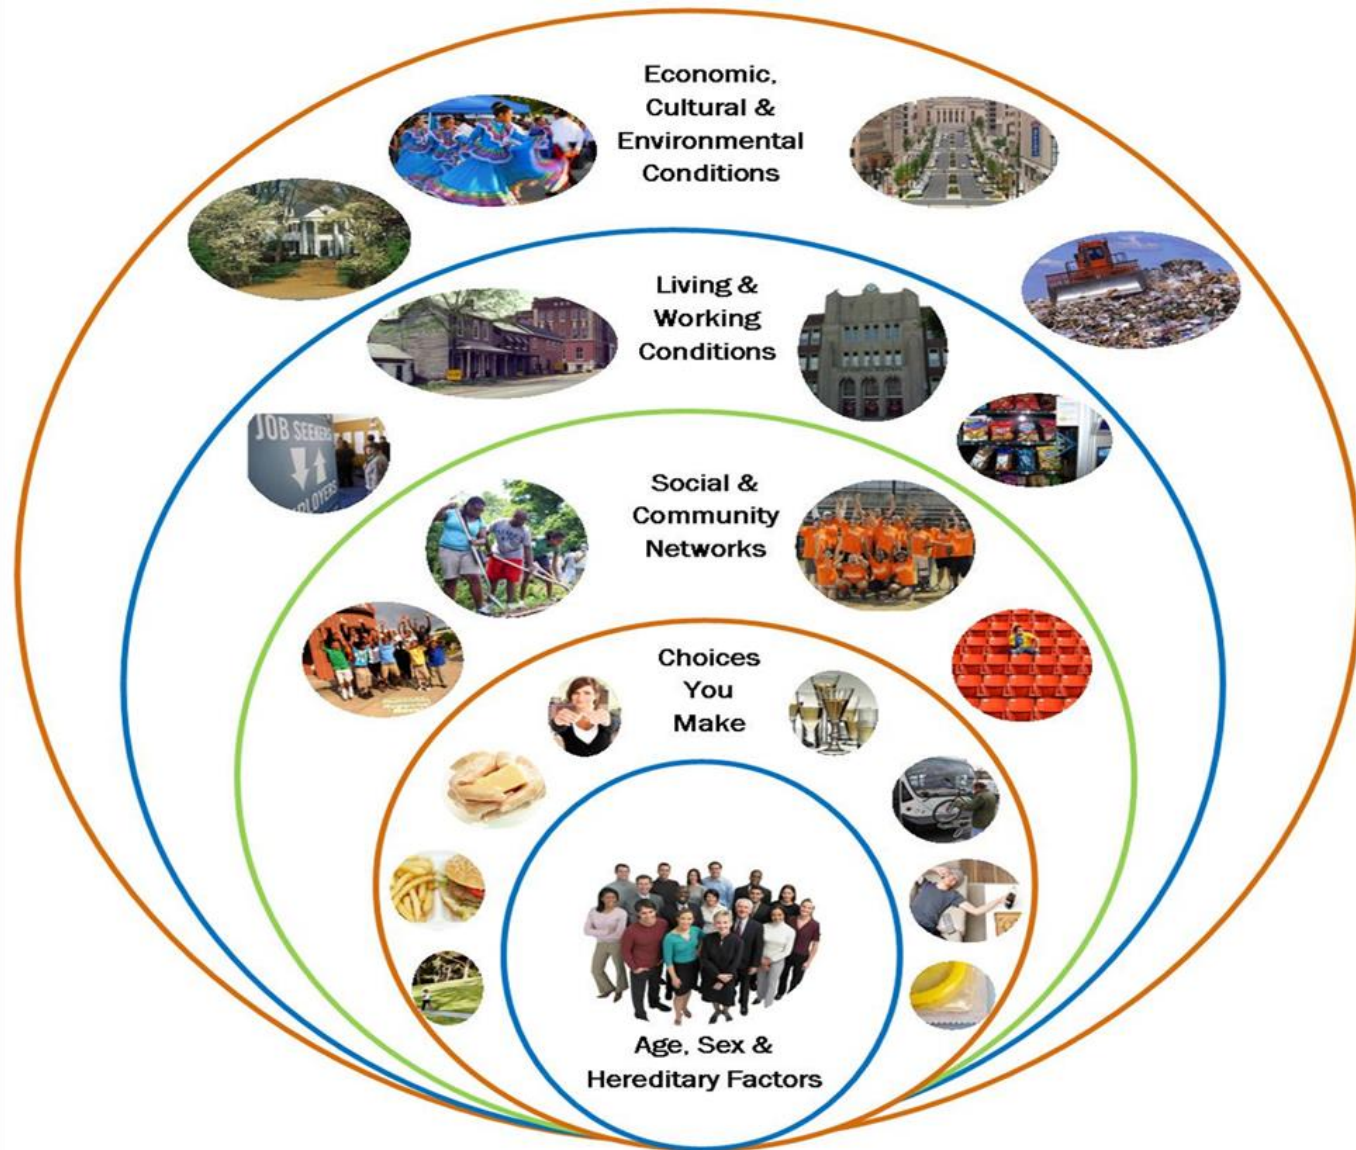 Economic,
Cultural &
Environmental
Conditions
Living &
Working
Conditions
JOB SEEKERS
Social &
Community
Networks
Choices
You
Make
Age, Sex &
Hereditary Factors